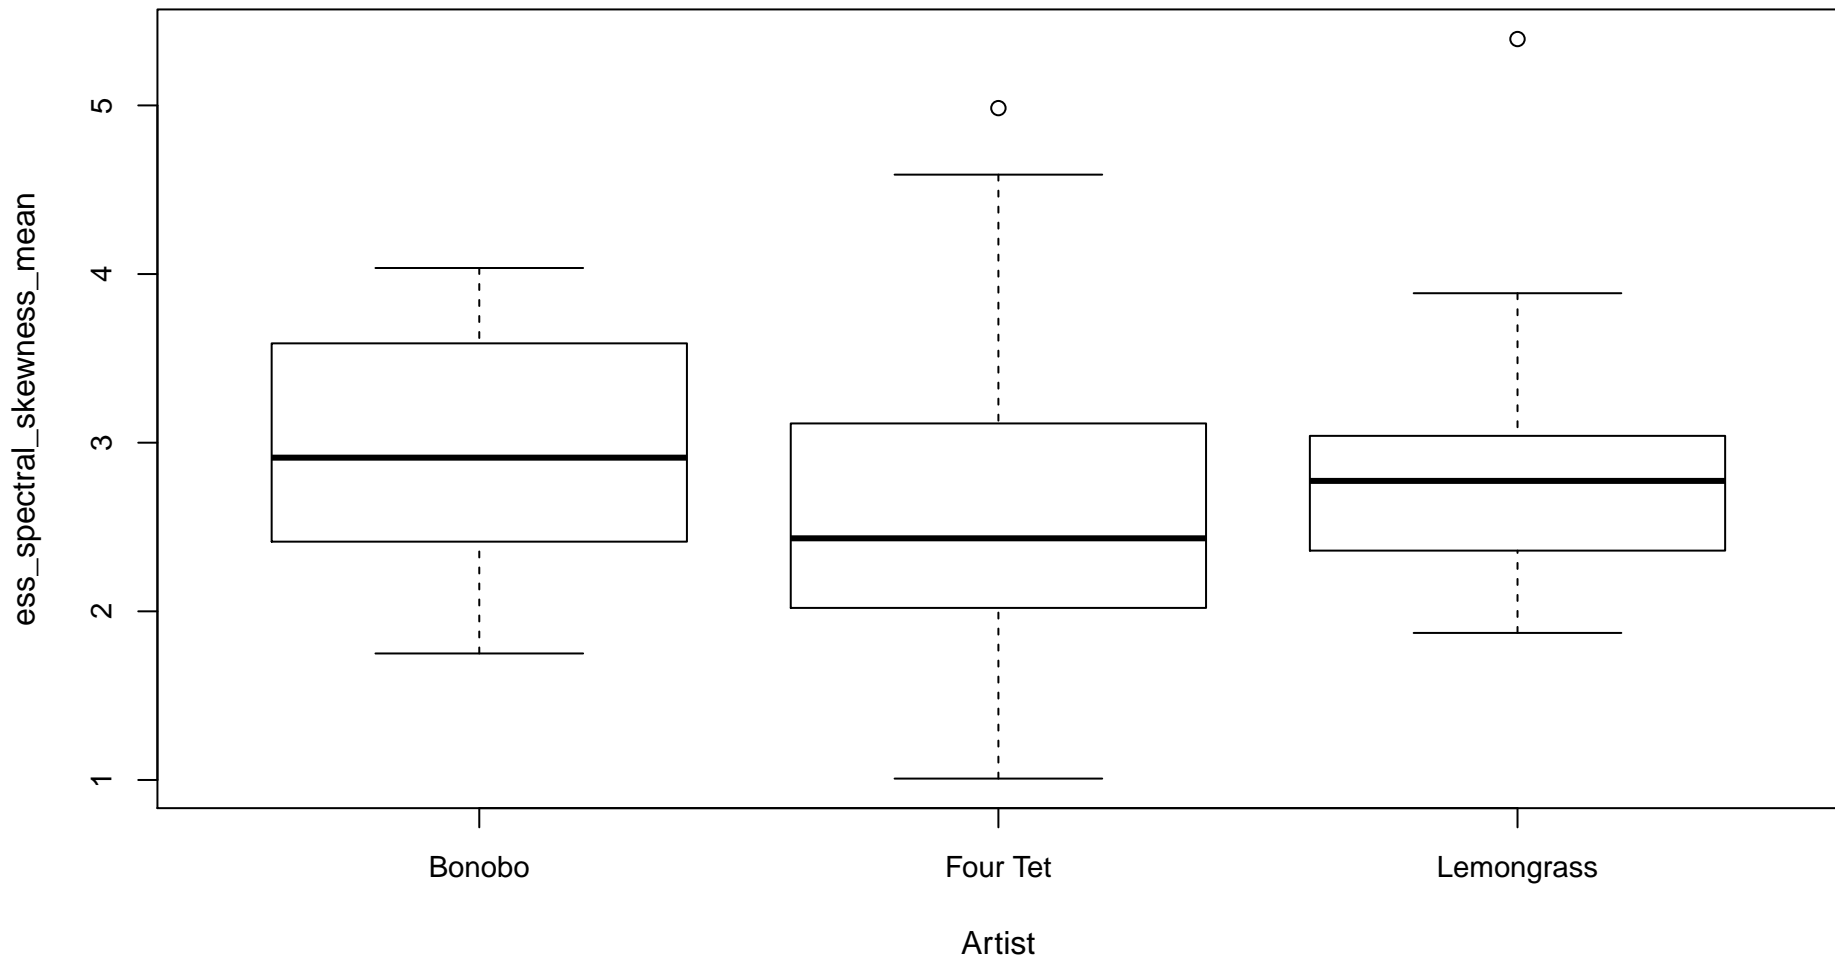 ess_spectral_skewness_mean
5
4
3
2
1
Bonobo
Four Tet
Lemongrass
Artist